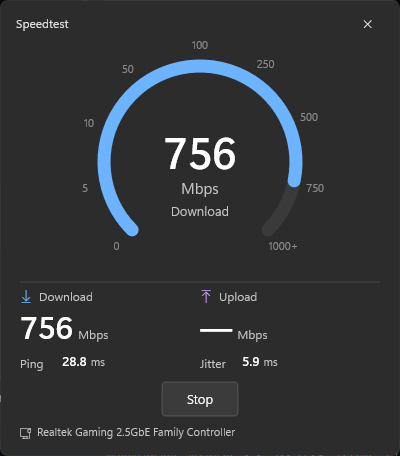 Speedtest
100
50
250
10
500
756
5
Mbps
750
Download
0
1000+
Download
Upload
756 Mbps
— Mbps
Ping 28.8 ms
Jitter 5.9 ms
Stop
Realtek Gaming 2.5GbE Family Controller